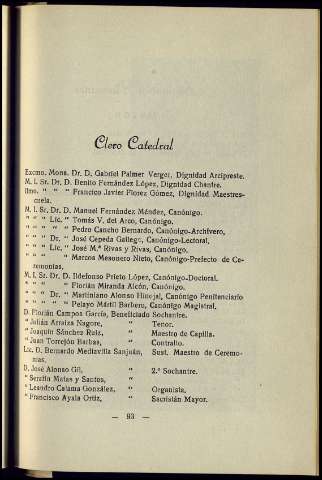 Clero Catedral
Excmo. Mons. Dr. D. Gabriel Palmer Verger, Dignidad Arcipreste.
M. I. Sr. Dr. D. Benito Fernández López, Dignidad Chantre.
Ilmo. " " " Francisco Javier Florez Gómez, Dignidad Maestres-
cuela.
M. I. Sr. Dr. D. Manuel Fernández Méndez, Canónigo.
" " " Lic. " Tomás V. del Arco, Canónigo.
" " " " Pedro Cancho Bernardo, Canónigo-Archivero,
" " " Dr. " José Cepeda Gallego, Canónigo-Lectoral,
" " " Lic. " José M.ª Rivas y Rivas, Canónigo,
" " " " Marcos Mesonero Nieto, Canónigo-Prefecto de Ce-
remonias,
M. I. Sr. Dr. D. Ildefonso Prieto López, Canónigo-Doctoral.
" " " " Florián Miranda Alcón, Canónigo,
" " " Dr. " Martiniano Alonso Hinojal, Canónigo Penitenciario
" " " " Pelayo Mártil Barbero, Canónigo Magistral,
D. Florián Campos García, Beneficiado Sochantre.
" Julián Arraiza Nagore, " Tenor.
" Joaquín Sánchez Ruiz, " Maestro de Capilla.
" Juan Torrejón Barbas, " Contralto.
Lic. D. Bernardo Mediavilla Sanjuán, Sust. Maestro de Ceremo-
nias,
D. José Alonso Gil, " 2.º Sochantre.
" Serafín Matas y Santos, "
" Leandro Caluma González, " Organista,
" Francisco Ayala Ortiz, " Sacristán Mayor.
— 93 —